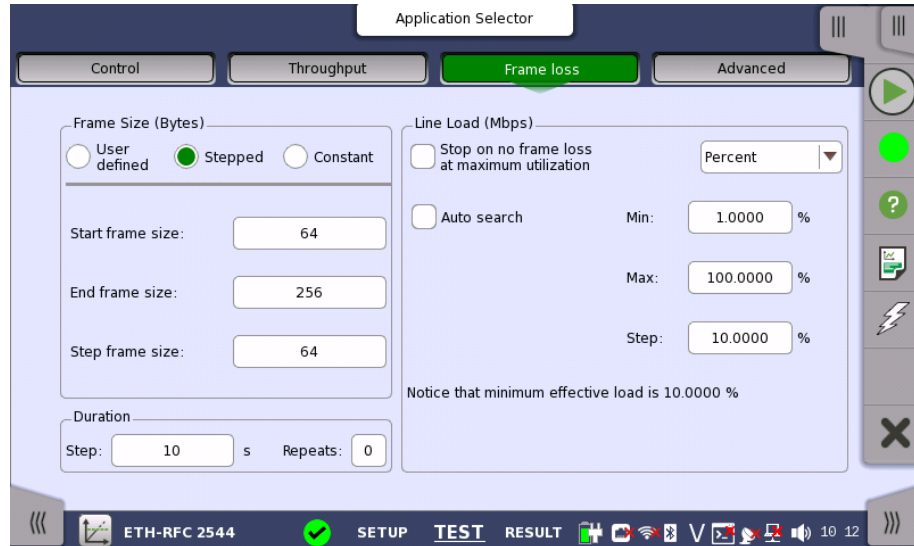 Application Selector
Control
Throughput
Frame loss
Advanced
Frame Size (Bytes)
User
defined
Stepped
Constant
Start frame size:
64
End frame size:
256
Step frame size:
64
Duration
Step:
10
s
Repeats:
0
Line Load (Mbps)
Stop on no frame loss
at maximum utilization
Percent
Auto search
Min:
1.0000
%
Max:
100.0000
%
Step:
10.0000
%
Notice that minimum effective load is 10.0000 %
ETH-RFC 2544
SETUP
TEST
RESULT
V
10 12